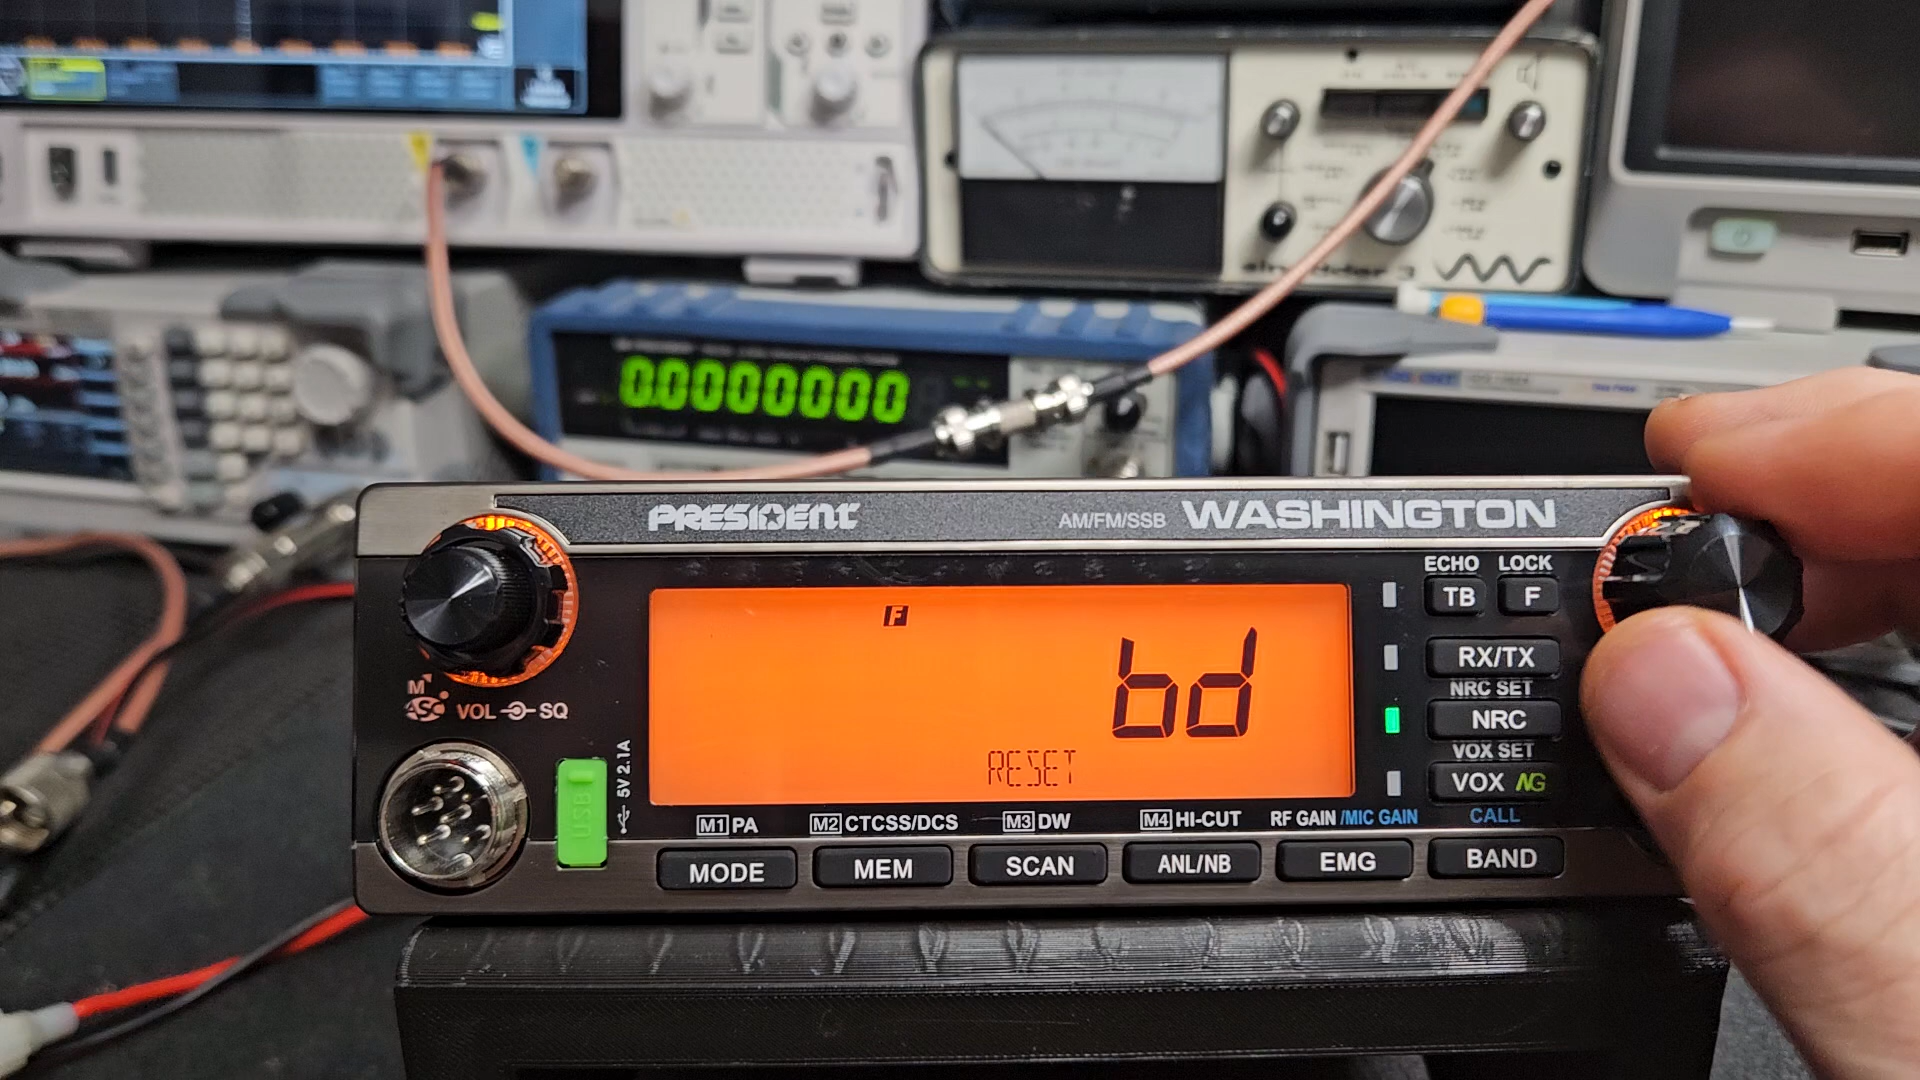 0.0000000
PRESIDENT
AM/FM/SSB WASHINGTON
ECHO LOCK
TB F
F
bd
RX/TX
NRC SET
NRC
M
ASC
VOL SQ
5V 2.1A
USB
RESET
VOX SET
VOX NG
M1 PA
M2 CTCSS/DCS
M3 DW
M4 HI-CUT
RF GAIN /MIC GAIN
CALL
MODE
MEM
SCAN
ANL/NB
EMG
BAND